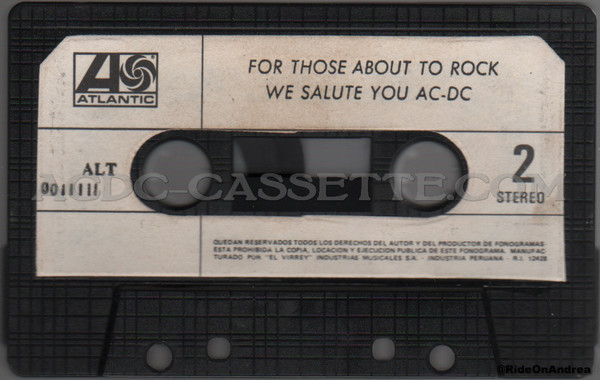 FOR THOSE ABOUT TO ROCK
WE SALUTE YOU AC-DC
ATLANTIC
ALT
0011111
2
STEREO
ACDC-CASSETTE.COM
QUEDAN RESERVADOS TODOS LOS DERECHOS DEL AUTOR Y DEL PRODUCTOR DE FONOGRAMAS
ESTA PROHIBIDA LA COPIA, LOCACION Y EJECUCION PUBLICA DE ESTE FONOGRAMA. MANUFAC
TURADO POR "EL VIRREY" INDUSTRIAS MUSICALES S.A. - INDUSTRIA PERUANA - R.I. 12428
@RideOnAndrea